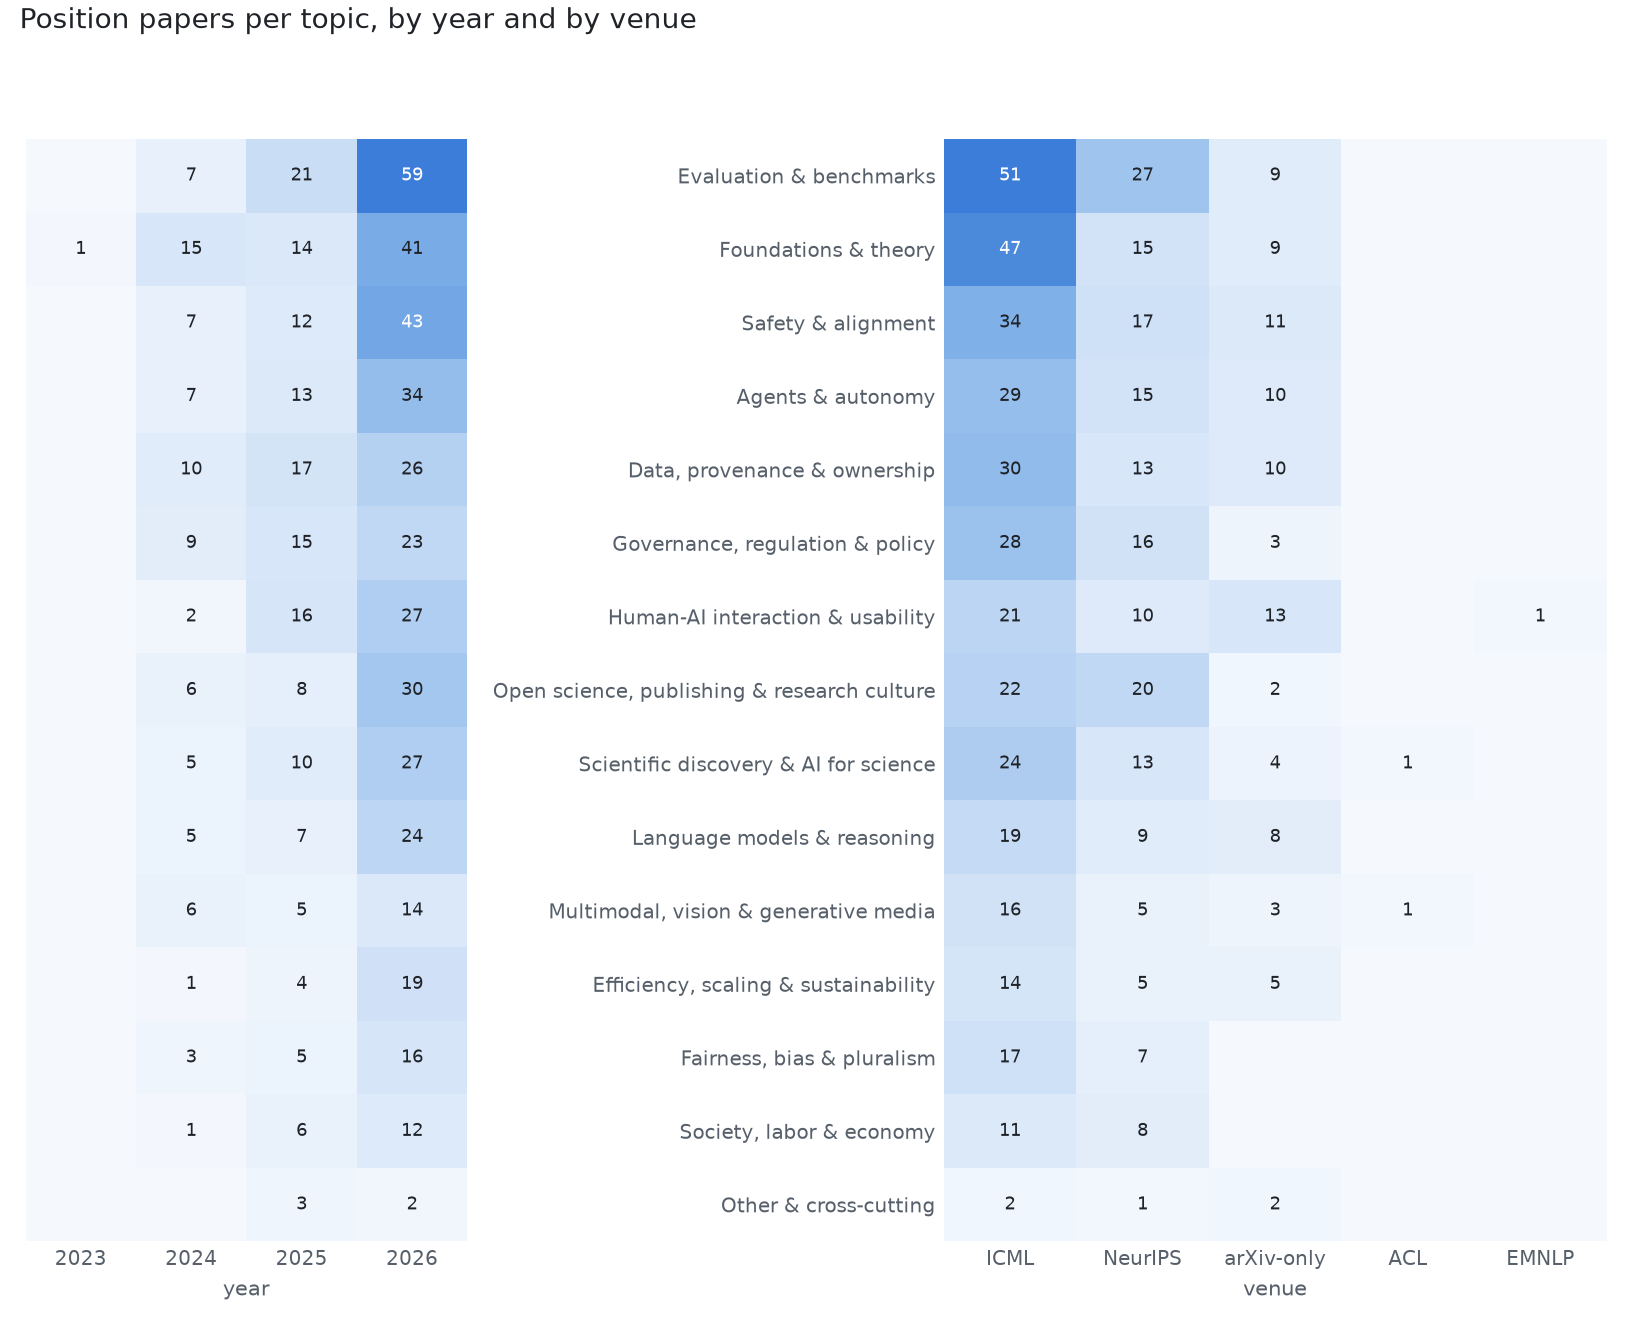 Position papers per topic, by year and by venue
7 21 59 Evaluation & benchmarks 51 27 9
1 15 14 41 Foundations & theory 47 15 9
7 12 43 Safety & alignment 34 17 11
7 13 34 Agents & autonomy 29 15 10
10 17 26 Data, provenance & ownership 30 13 10
9 15 23 Governance, regulation & policy 28 16 3
2 16 27 Human-AI interaction & usability 21 10 13 1
6 8 30 Open science, publishing & research culture 22 20 2
5 10 27 Scientific discovery & AI for science 24 13 4 1
5 7 24 Language models & reasoning 19 9 8
6 5 14 Multimodal, vision & generative media 16 5 3 1
1 4 19 Efficiency, scaling & sustainability 14 5 5
3 5 16 Fairness, bias & pluralism 17 7
1 6 12 Society, labor & economy 11 8
3 2 Other & cross-cutting 2 1 2
2023 2024 2025 2026 ICML NeurIPS arXiv-only ACL EMNLP
year venue